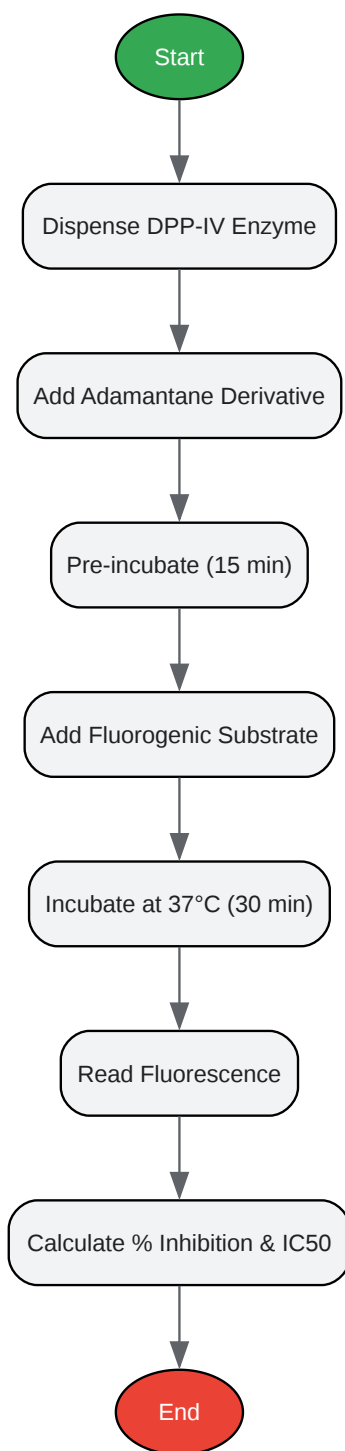 Start
Dispense DPP-IV Enzyme
Add Adamantane Derivative
Pre-incubate (15 min)
Add Fluorogenic Substrate
Incubate at 37°C (30 min)
Read Fluorescence
Calculate % Inhibition & IC50
End